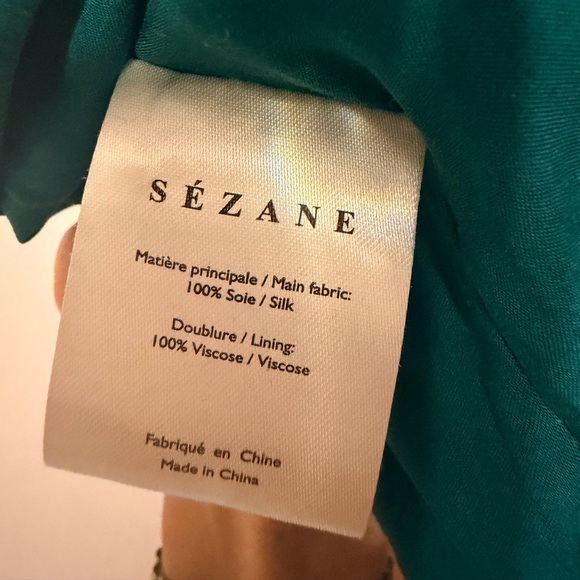 SÉZANE
Matière principale / Main fabric:
100% Soie / Silk
Doublure / Lining:
100% Viscose / Viscose
Fabriqué en Chine
Made in China